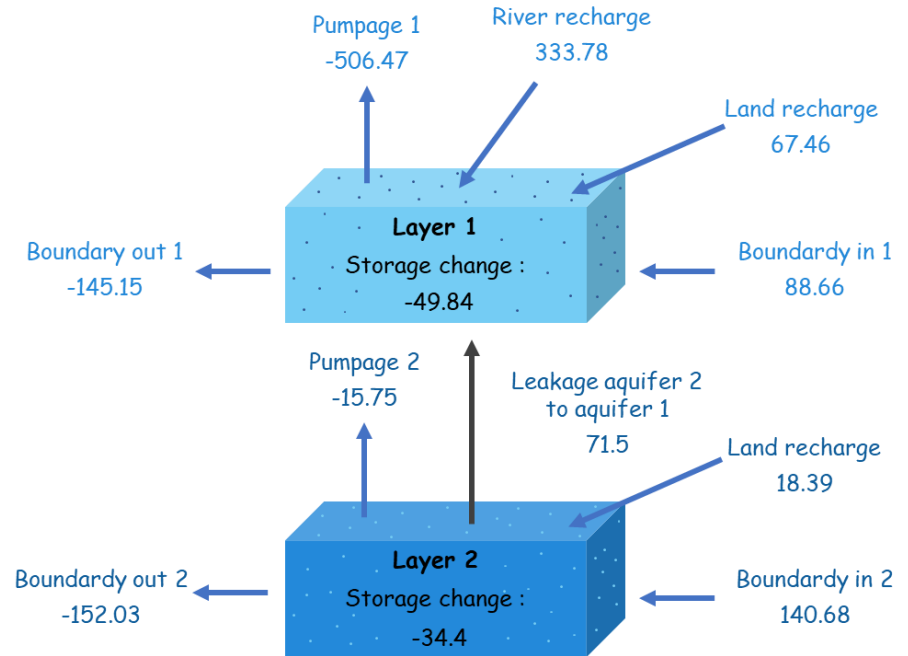 Pumpage 1
-506.47
River recharge
333.78
Land recharge
67.46
Layer 1
Storage change :
-49.84
Boundary out 1
-145.15
Boundardy in 1
88.66
Pumpage 2
-15.75
Leakage aquifer 2
to aquifer 1
71.5
Land recharge
18.39
Layer 2
Storage change :
-34.4
Boundardy out 2
-152.03
Boundardy in 2
140.68